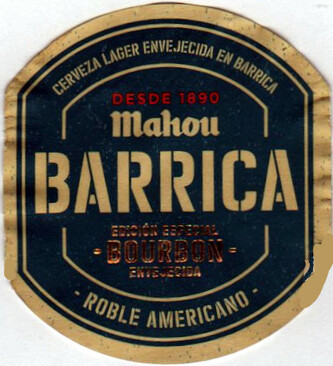 CERVEZA LAGER ENVEJECIDA EN BARRICA
DESDE 1890
Mahou
BARRICA
EDICIÓN ESPECIAL
- BOURBON -
ENVEJECIDA
- ROBLE AMERICANO -